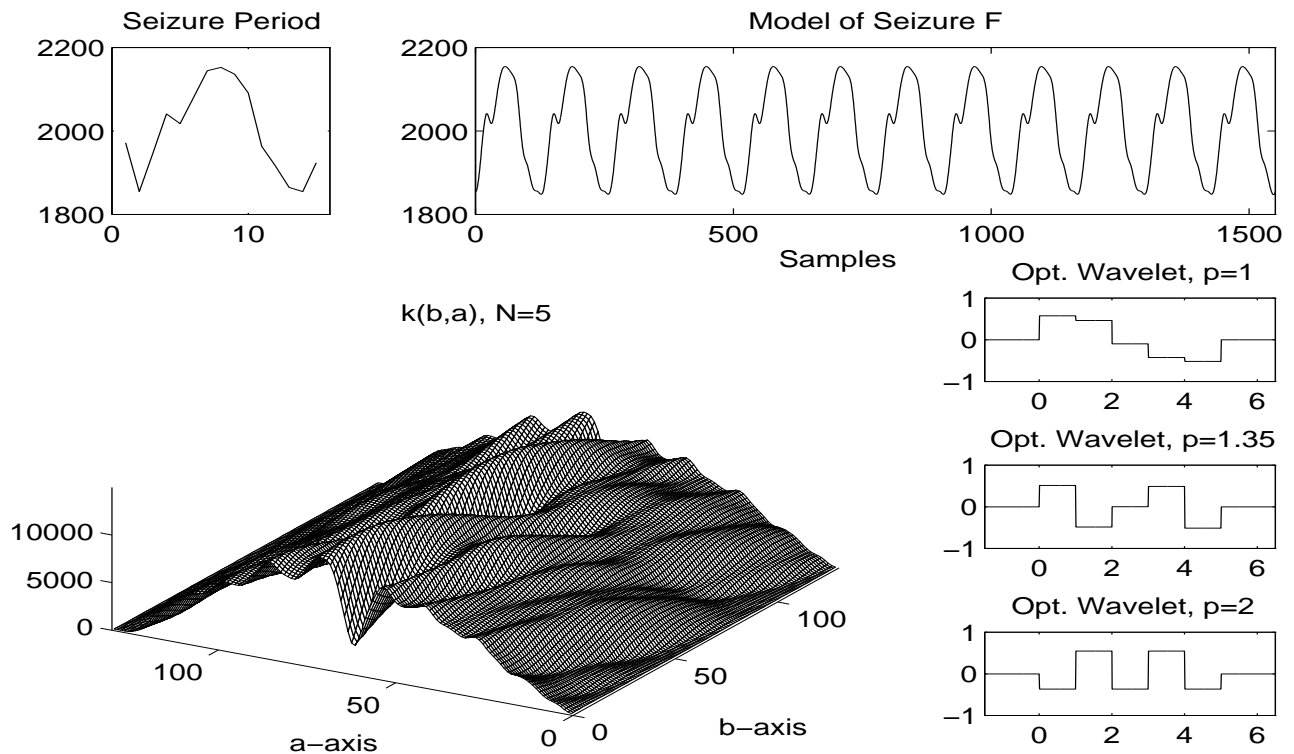 Seizure Period
2200
2000
1800
0 10
Model of Seizure F
2200
2000
1800
0 500 1000 1500
Samples
k(b,a), N=5
10000
5000
0
100
50
0
a−axis
0
50
100
b−axis
Opt. Wavelet, p=1
1
0
−1
0 2 4 6
Opt. Wavelet, p=1.35
1
0
−1
0 2 4 6
Opt. Wavelet, p=2
1
0
−1
0 2 4 6